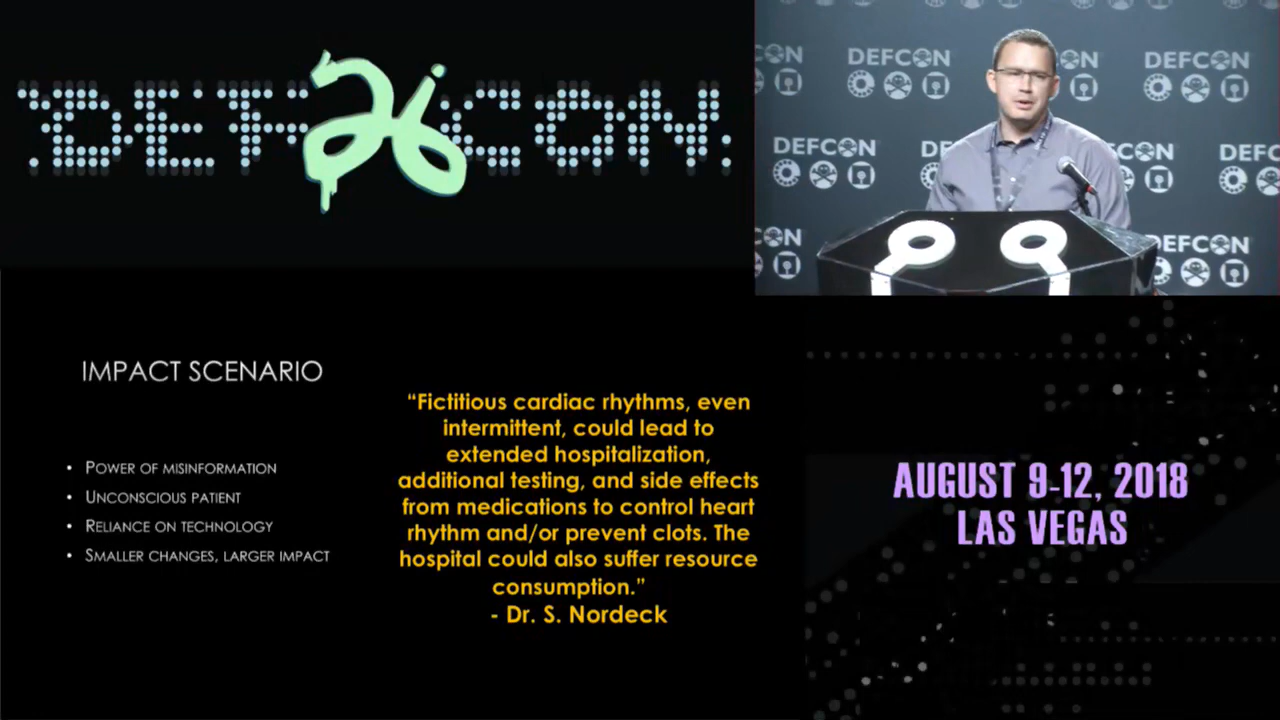 DEF 26 CON
DEFCON
DEFCON
DEFCON
DEFCON
DEFC
DEFCON
IMPACT SCENARIO
• POWER OF MISINFORMATION
• UNCONSCIOUS PATIENT
• RELIANCE ON TECHNOLOGY
• SMALLER CHANGES, LARGER IMPACT
“Fictitious cardiac rhythms, even
intermittent, could lead to
extended hospitalization,
additional testing, and side effects
from medications to control heart
rhythm and/or prevent clots. The
hospital could also suffer resource
consumption.”
- Dr. S. Nordeck
AUGUST 9-12, 2018
LAS VEGAS